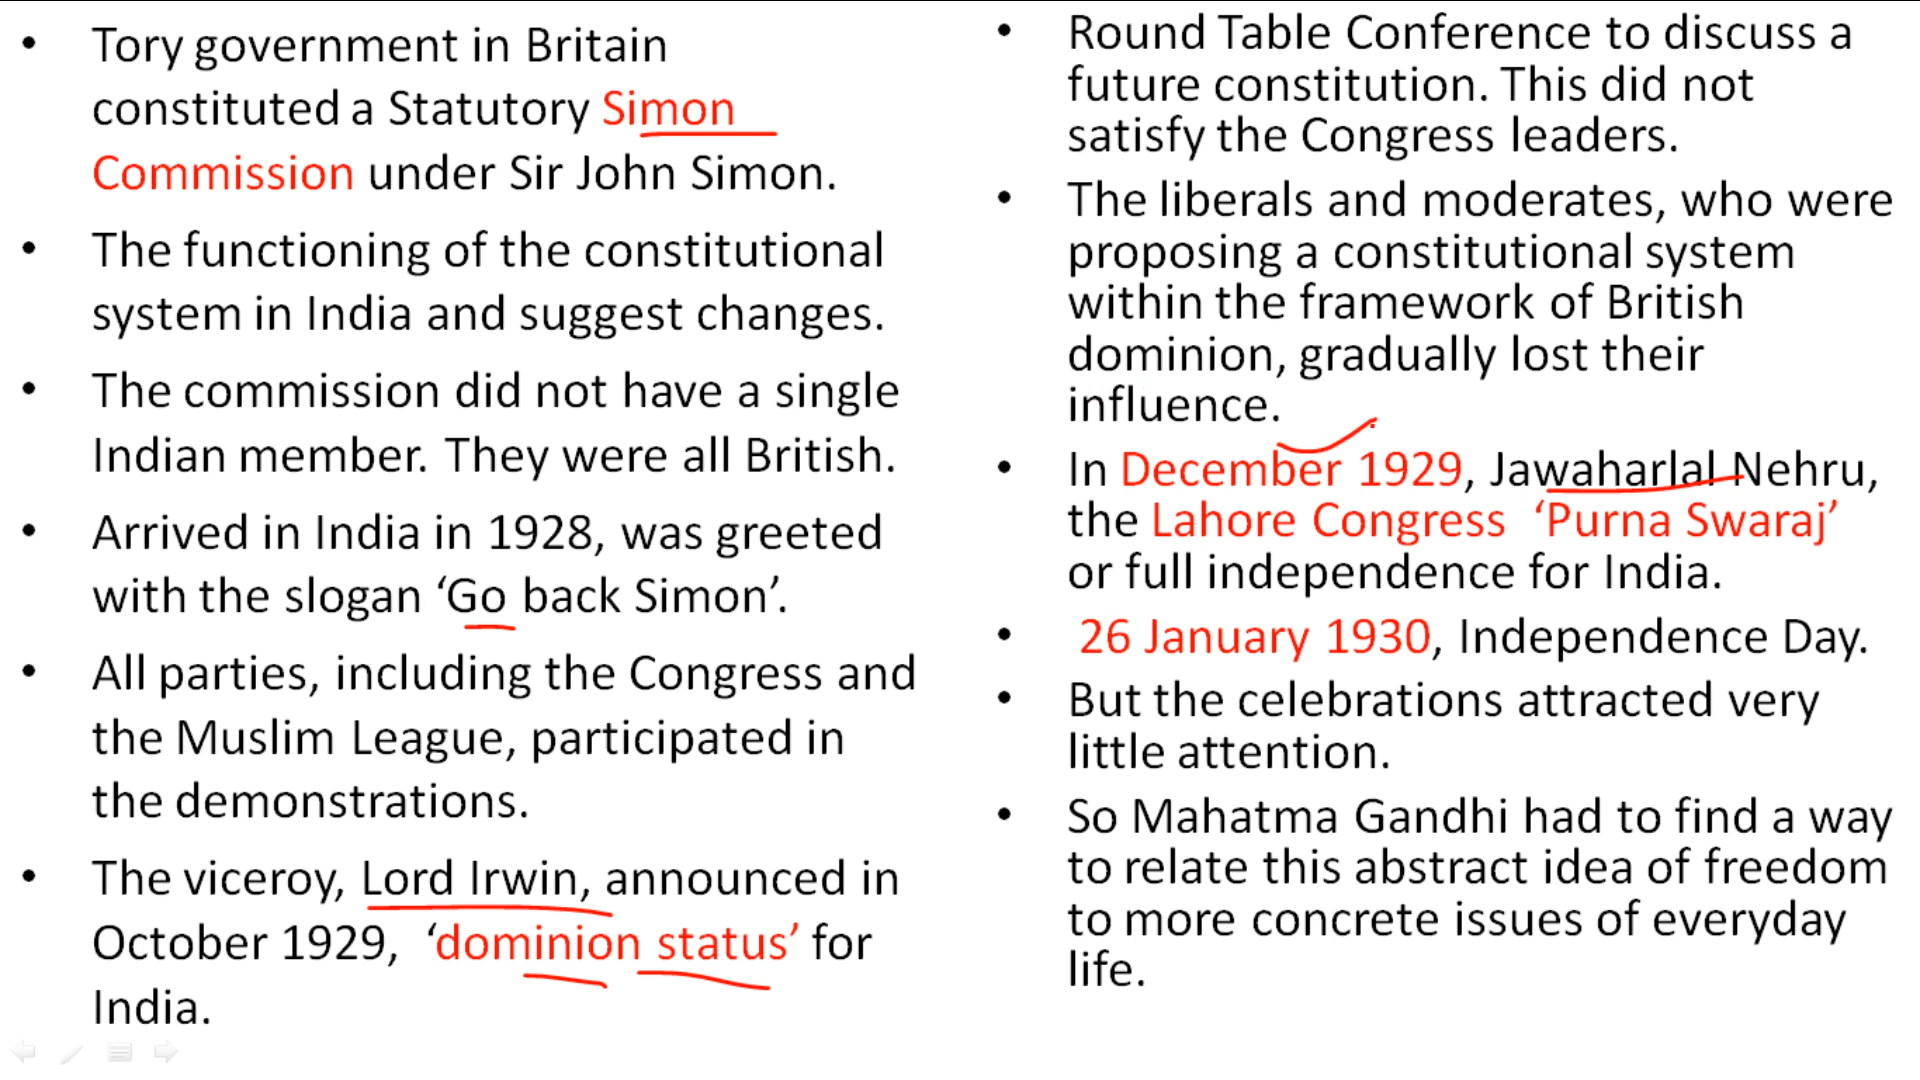 • Tory government in Britain
constituted a Statutory Simon
Commission under Sir John Simon.
• The functioning of the constitutional
system in India and suggest changes.
• The commission did not have a single
Indian member. They were all British.
• Arrived in India in 1928, was greeted
with the slogan ‘Go back Simon’.
• All parties, including the Congress and
the Muslim League, participated in
the demonstrations.
• The viceroy, Lord Irwin, announced in
October 1929, ‘dominion status’ for
India.
• Round Table Conference to discuss a
future constitution. This did not
satisfy the Congress leaders.
• The liberals and moderates, who were
proposing a constitutional system
within the framework of British
dominion, gradually lost their
influence.
• In December 1929, Jawaharlal Nehru,
the Lahore Congress ‘Purna Swaraj’
or full independence for India.
• 26 January 1930, Independence Day.
• But the celebrations attracted very
little attention.
• So Mahatma Gandhi had to find a way
to relate this abstract idea of freedom
to more concrete issues of everyday
life.